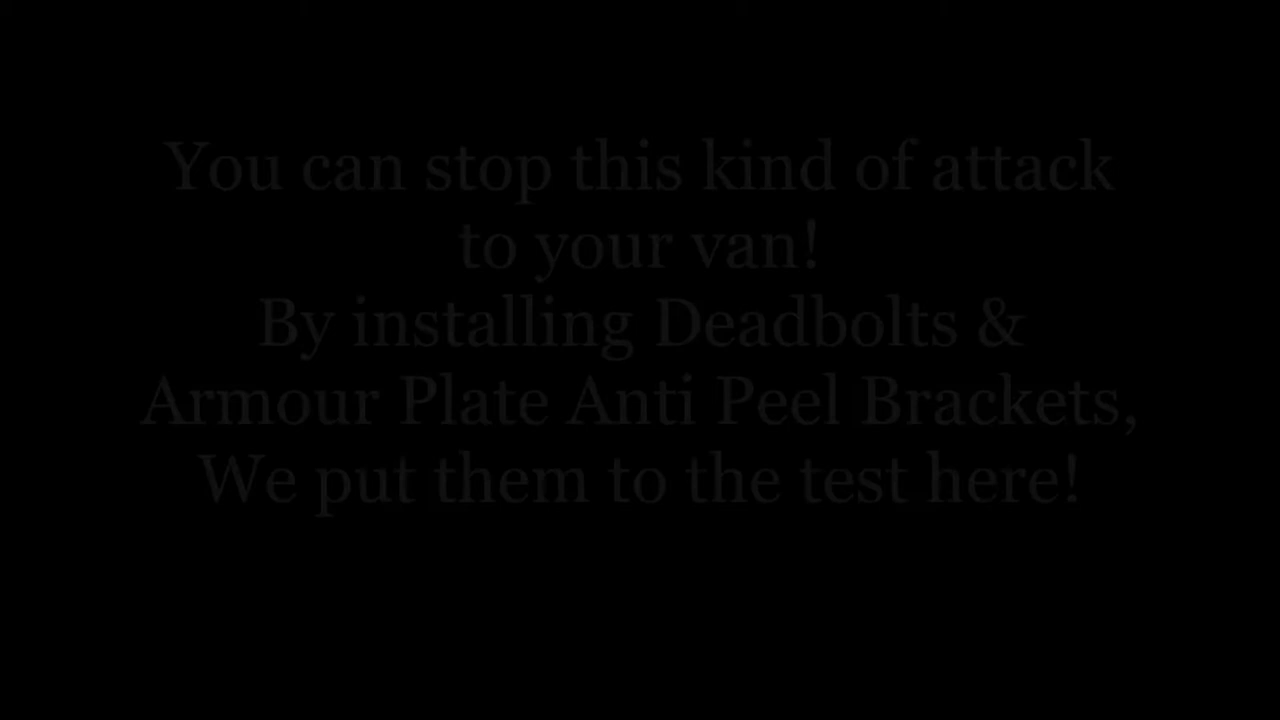 You can stop this kind of attack
to your van!
By installing Deadbolts &
Armour Plate Anti Peel Brackets,
We put them to the test here!